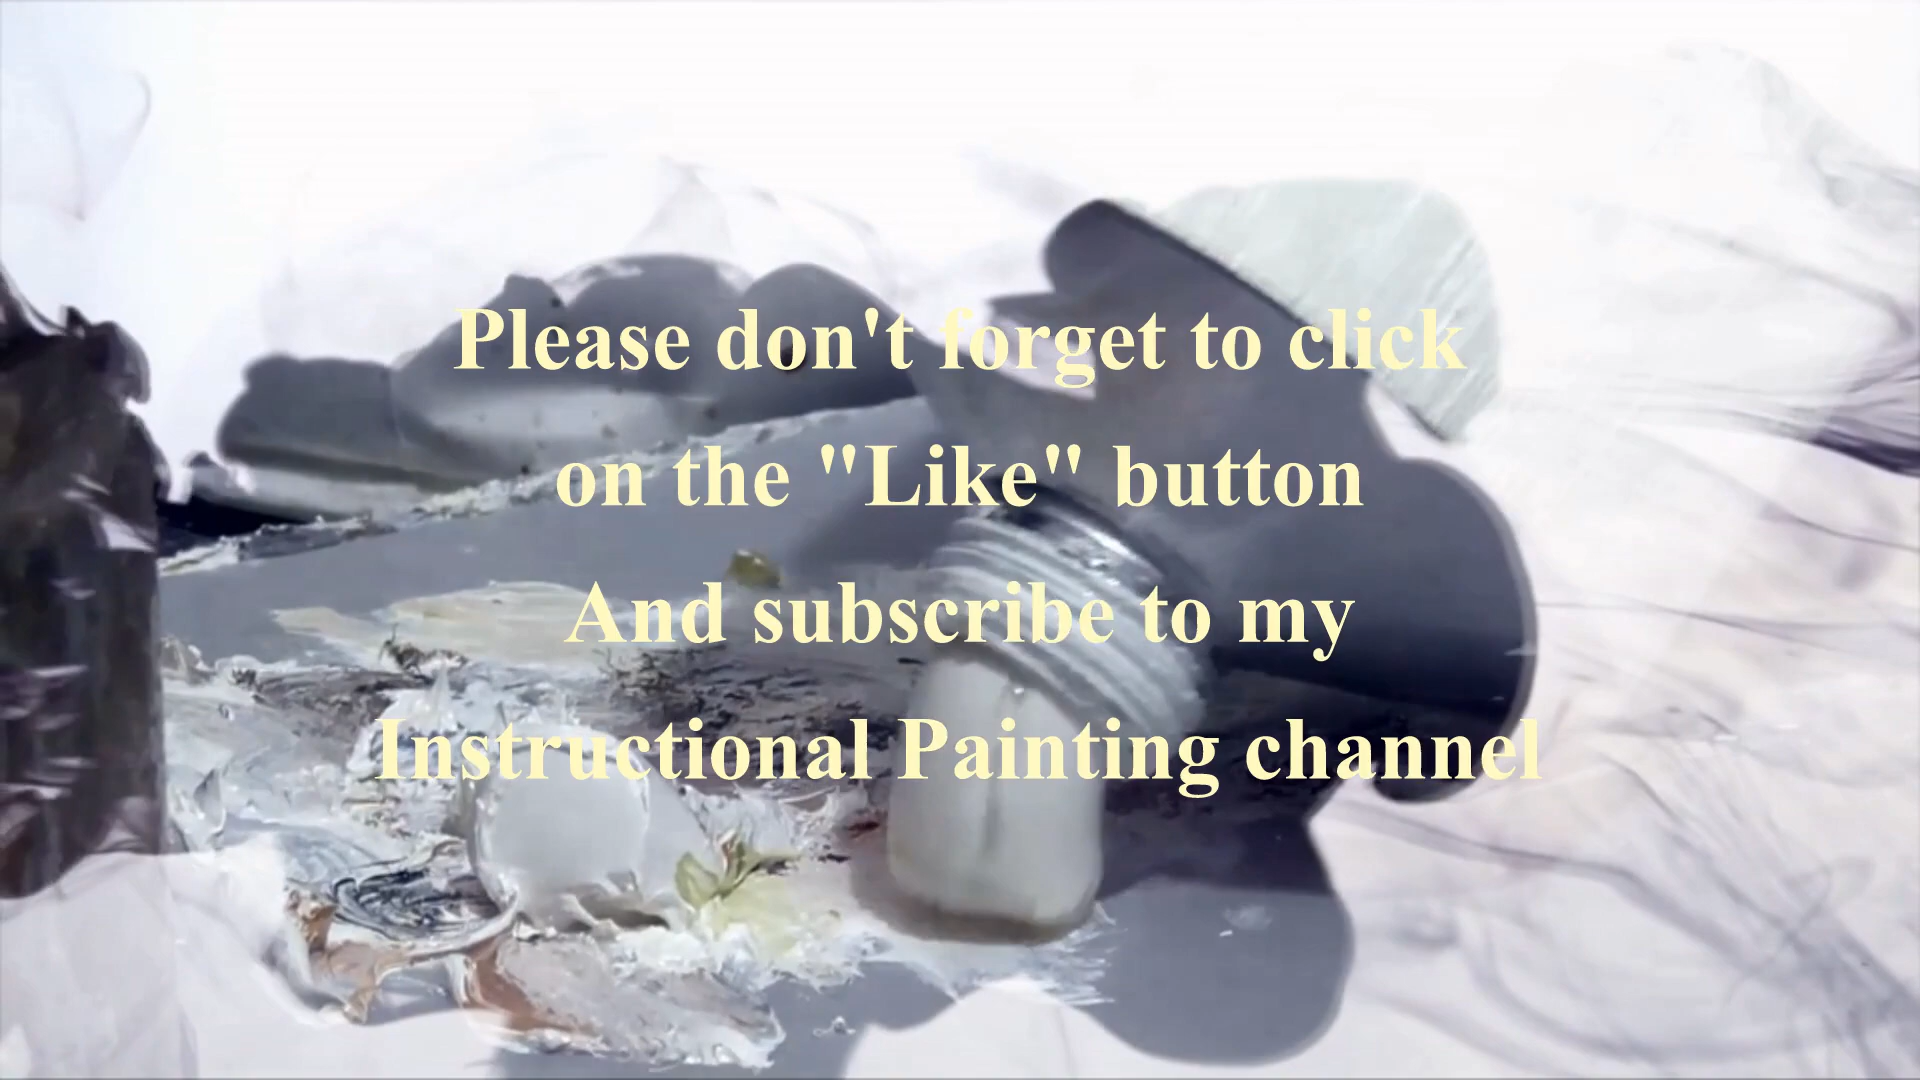 Please don't forget to click
on the "Like" button
And subscribe to my
Instructional Painting channel